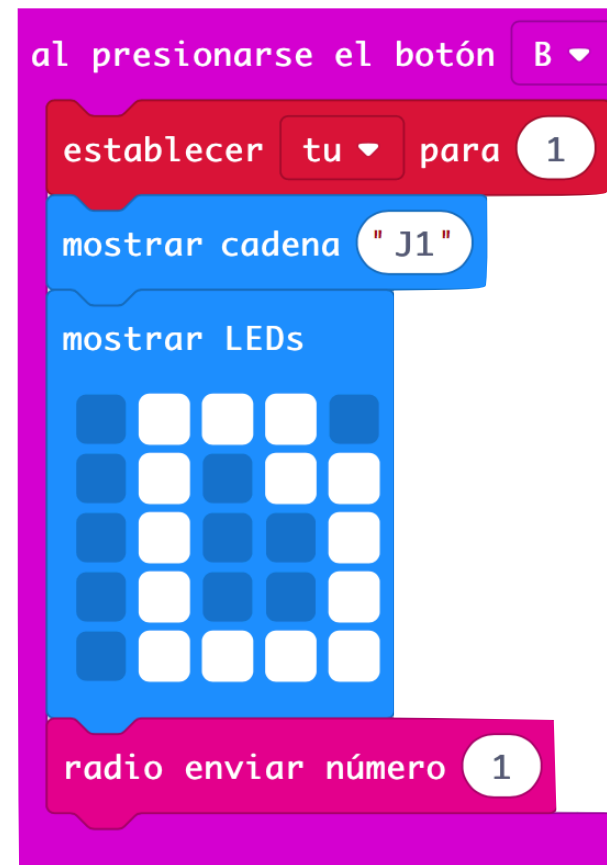 al presionarse el botón B
establecer tu para 1
mostrar cadena "J1"
mostrar LEDs
radio enviar número 1